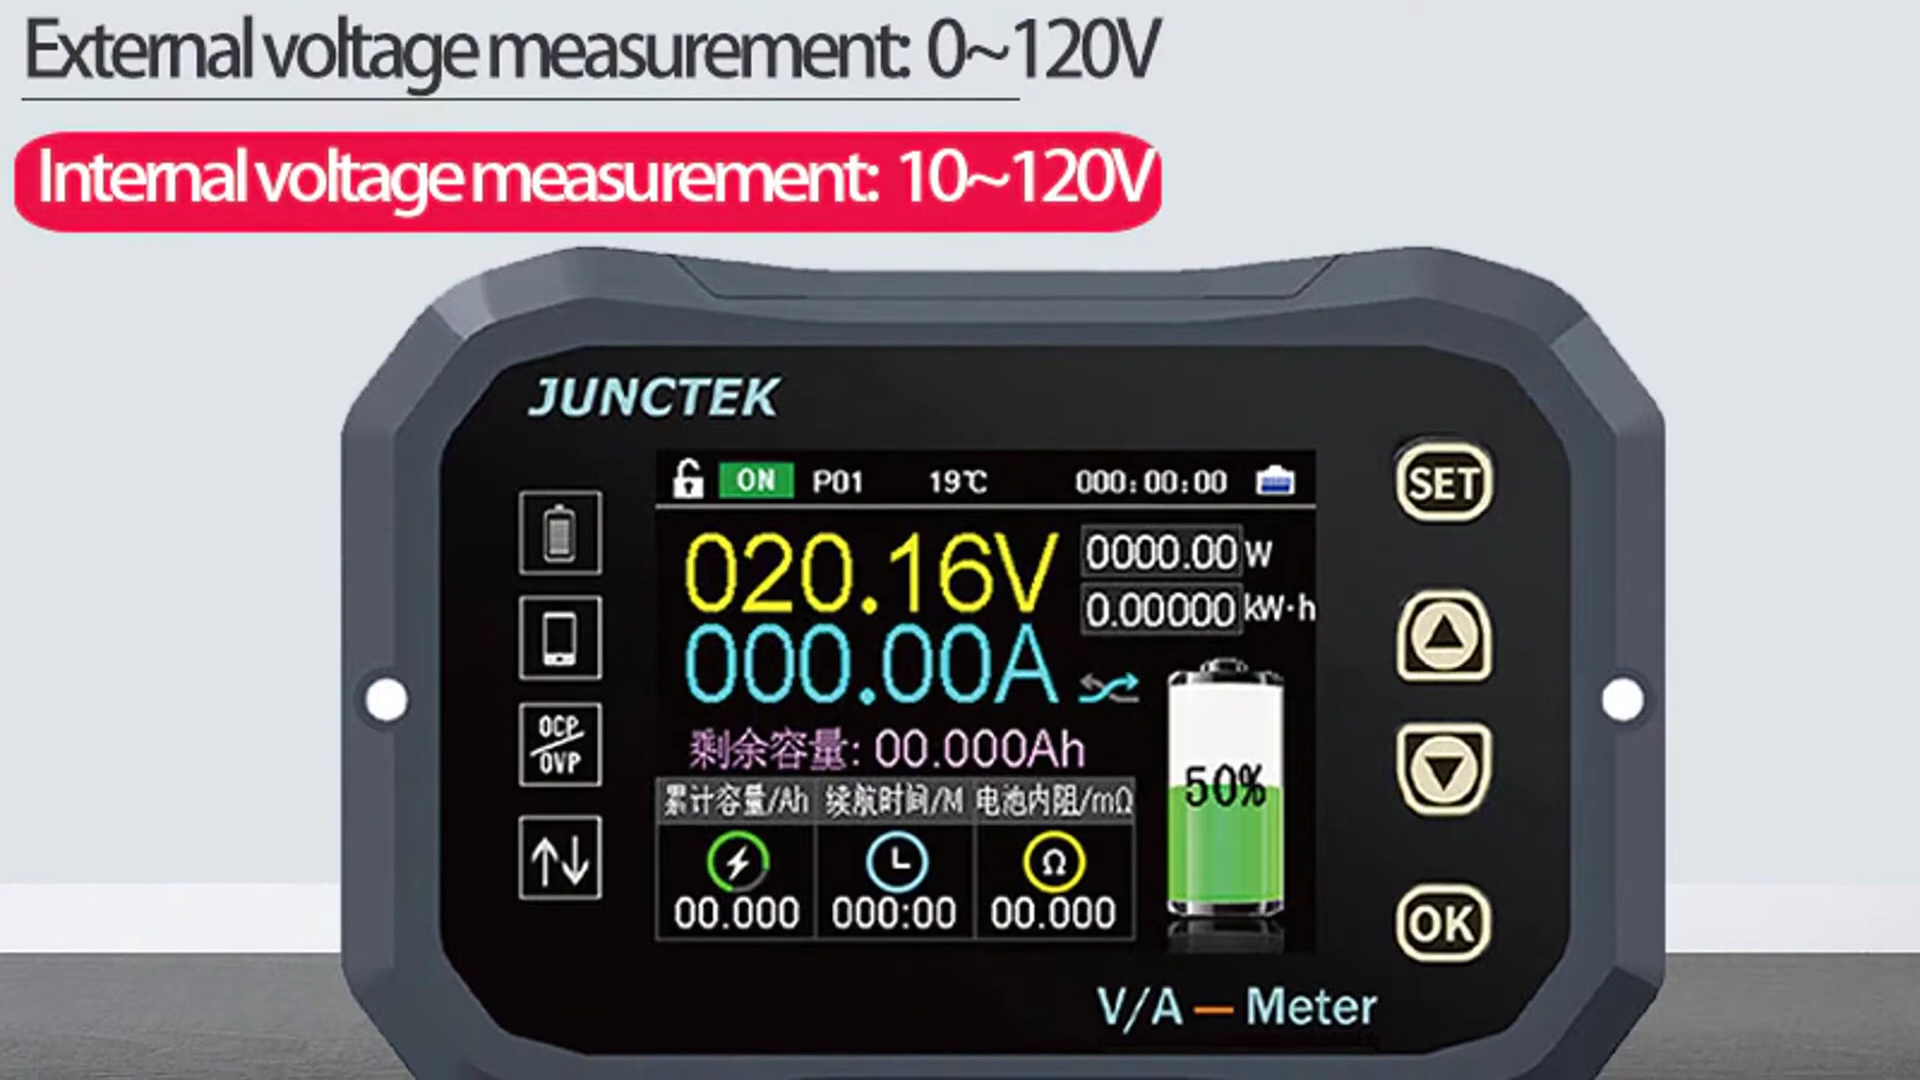 External voltage measurement: 0~120V
Internal voltage measurement: 10~120V
JUNCTEK
ON P01 19℃ 000:00:00
SET
020.16V 0000.00W
0.00000kW·h
000.00A
剩余容量: 00.000Ah
OCP/OVP
50%
累计容量/Ah 续航时间/M 电池内阻/mΩ
Ω
00.000 000:00 00.000
OK
V/A — Meter